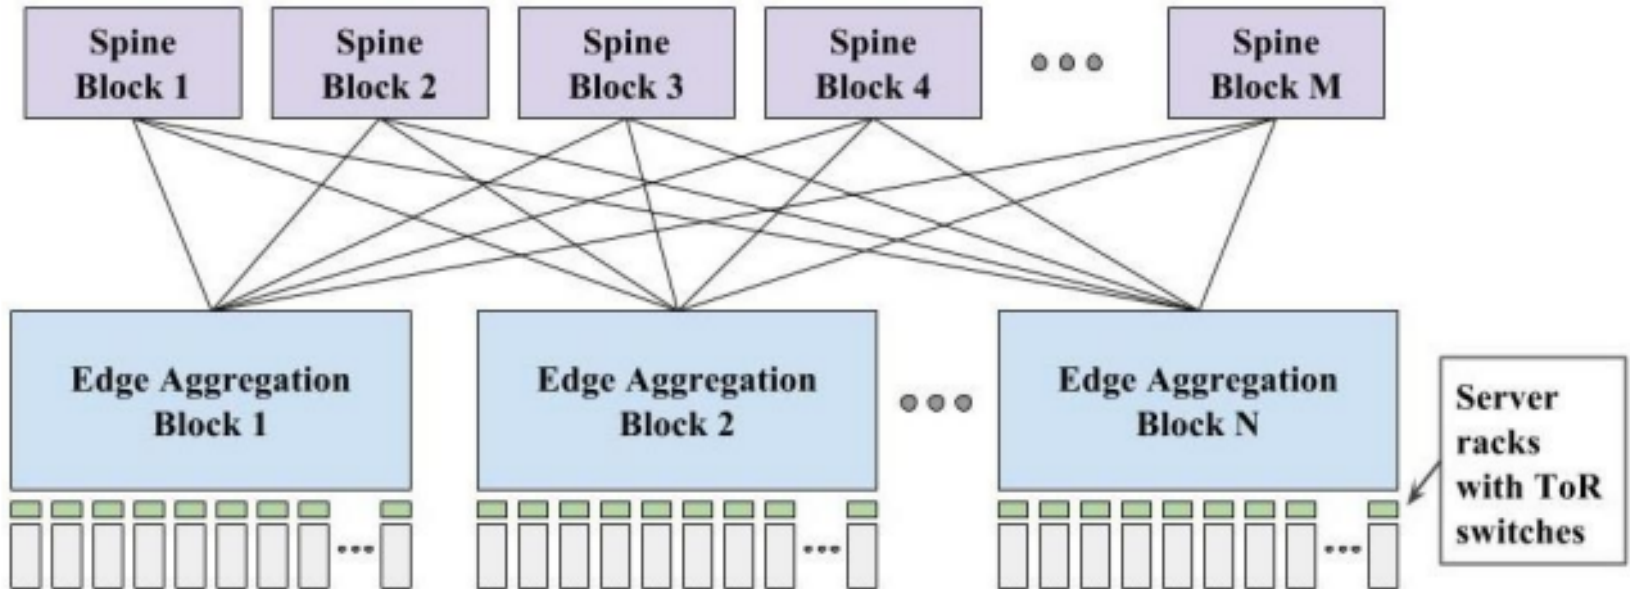 Spine
Block 1
Spine
Block 2
Spine
Block 3
Spine
Block 4
Spine
Block M
Edge Aggregation
Block 1
Edge Aggregation
Block 2
Edge Aggregation
Block N
Server
racks
with ToR
switches